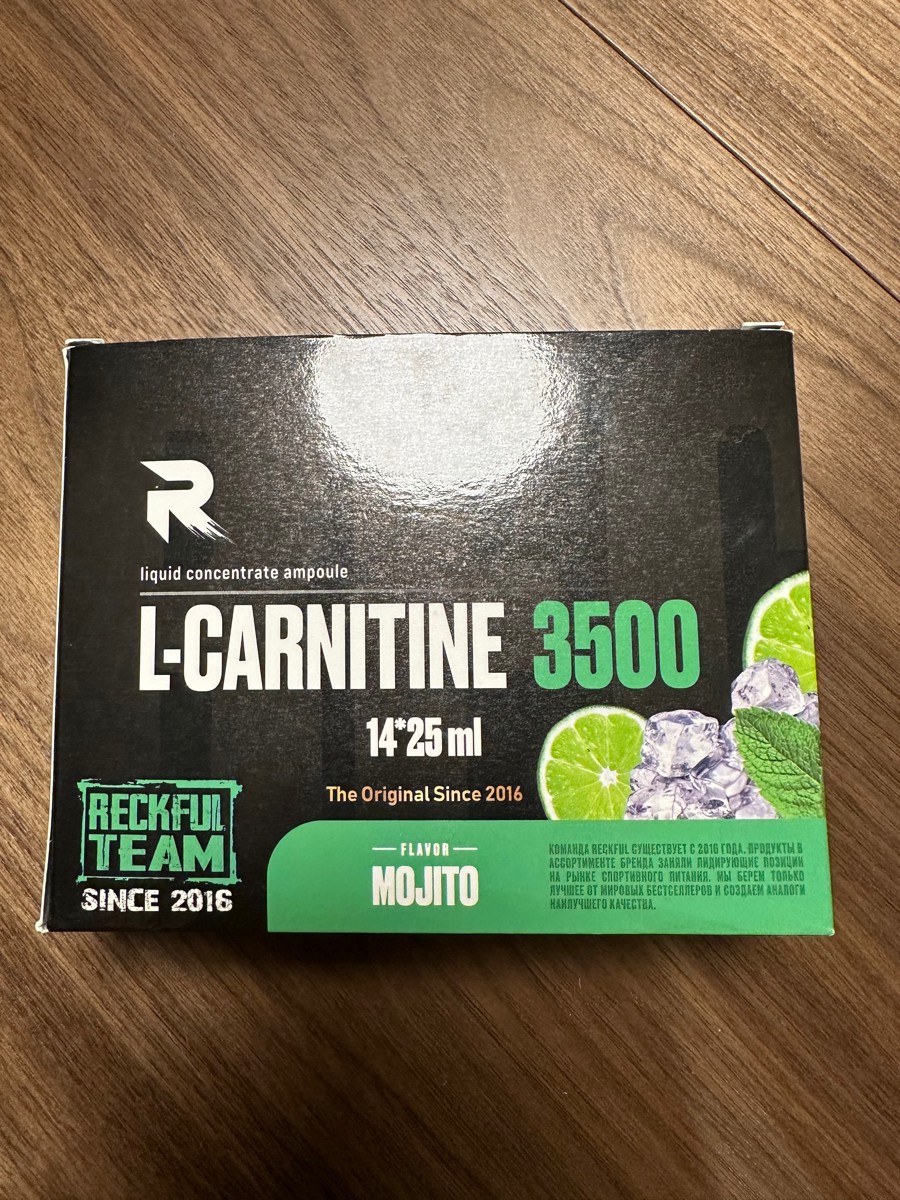 R
liquid concentrate ampoule
L-CARNITINE 3500
14*25 ml
The Original Since 2016
RECKFUL
TEAM
SINCE 2016
FLAVOR
MOJITO
КОМАНДА RECKFUL СУЩЕСТВУЕТ С 2016 ГОДА. ПРОДУКТЫ В
АССОРТИМЕНТЕ БРЕНДА ЗАНЯЛИ ЛИДИРУЮЩИЕ ПОЗИЦИИ
НА РЫНКЕ СПОРТИВНОГО ПИТАНИЯ. МЫ БЕРЕМ ТОЛЬКО
ЛУЧШЕЕ ОТ МИРОВЫХ БЕСТСЕЛЛЕРОВ И СОЗДАЕМ АНАЛОГИ
НАИЛУЧШЕГО КАЧЕСТВА.